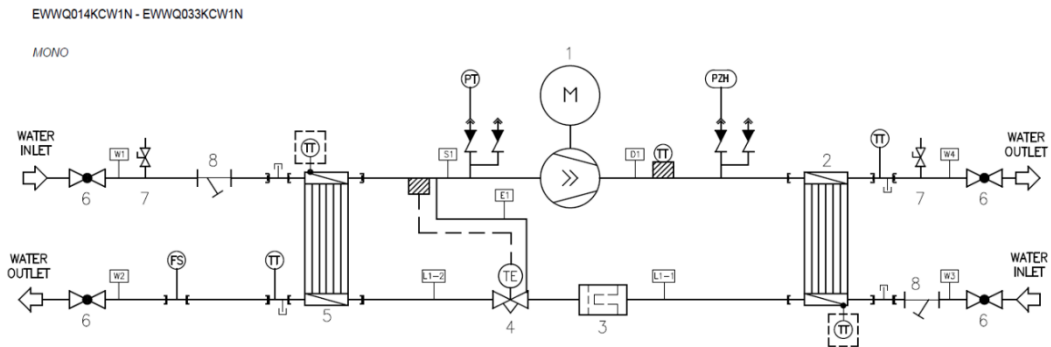 EWWQ014KCW1N - EWWQ033KCW1N
MONO
1
M
PT
PZH
WATER
INLET
W1
8
TT
S1
D1
TT
2
TT
W4
WATER
OUTLET
6
7
E1
7
6
WATER
OUTLET
W2
FS
TT
L1-2
TE
L1-1
8
W3
WATER
INLET
6
5
4
3
TT
6